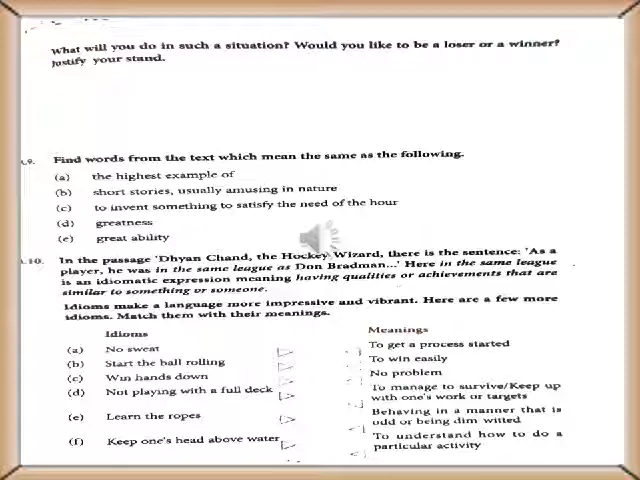 What will you do in such a situation? Would you like to be a loser or a winner?
Justify your stand.
.9. Find words from the text which mean the same as the following.
(a) the highest example of
(b) short stories, usually amusing in nature
(c) to invent something to satisfy the need of the hour
(d) greatness
(e) great ability
.10. In the passage 'Dhyan Chand, the Hockey Wizard, there is the sentence: 'As a
player, he was in the same league as Don Bradman...' Here in the same league
is an idiomatic expression meaning having qualities or achievements that are
similar to something or someone.
Idioms make a language more impressive and vibrant. Here are a few more
idioms. Match them with their meanings.
Idioms Meanings
(a) No sweat To get a process started
(b) Start the ball rolling To win easily
(c) Win hands down No problem
(d) Not playing with a full deck To manage to survive/Keep up
with one's work or targets
(e) Learn the ropes Behaving in a manner that is
odd or being dim witted
(f) Keep one's head above water To understand how to do a
particular activity